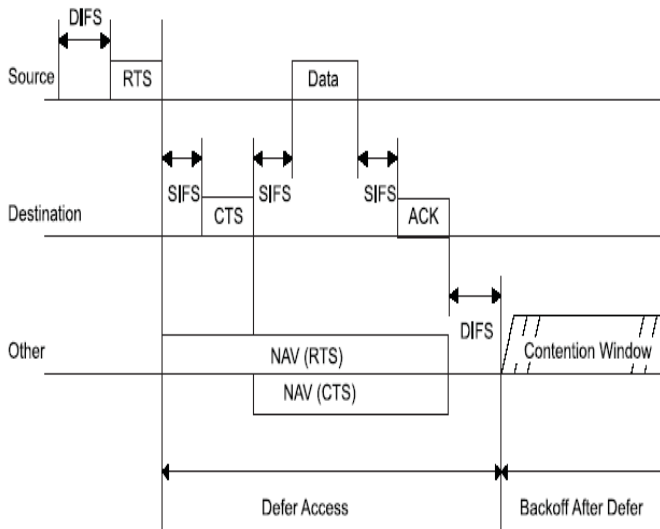 DIFS
Source
RTS
Data
SIFS
SIFS
SIFS
Destination
CTS
ACK
DIFS
Other
NAV (RTS)
Contention Window
NAV (CTS)
Defer Access
Backoff After Defer